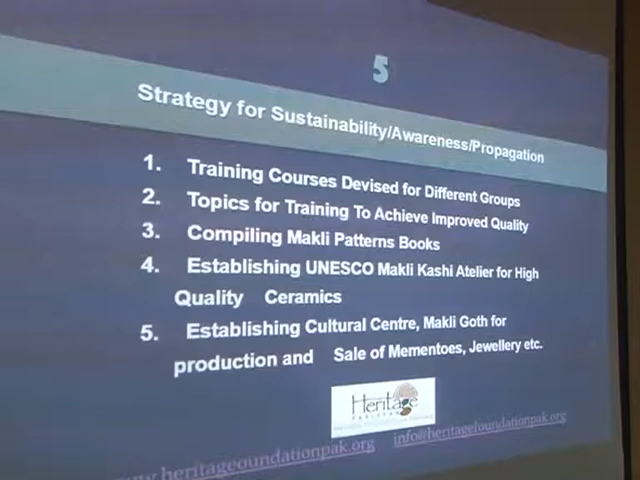 5
Strategy for Sustainability/Awareness/Propagation
1. Training Courses Devised for Different Groups
2. Topics for Training To Achieve Improved Quality
3. Compiling Makli Patterns Books
4. Establishing UNESCO Makli Kashi Atelier for High
Quality Ceramics
5. Establishing Cultural Centre, Makli Goth for
production and Sale of Mementoes, Jewellery etc.
Heritage
www.heritageoundationpak.org info@heritagefoundationpak.org